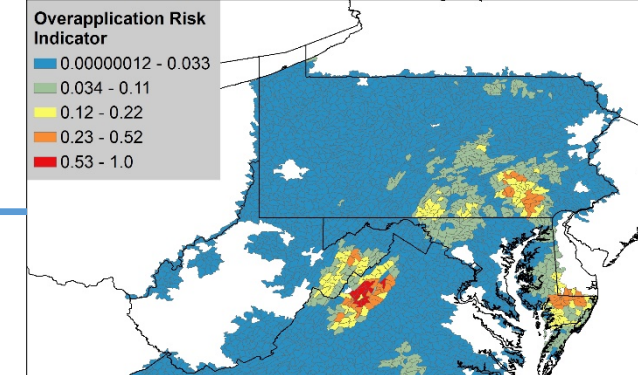 Overapplication Risk
Indicator
0.00000012 - 0.033
0.034 - 0.11
0.12 - 0.22
0.23 - 0.52
0.53 - 1.0